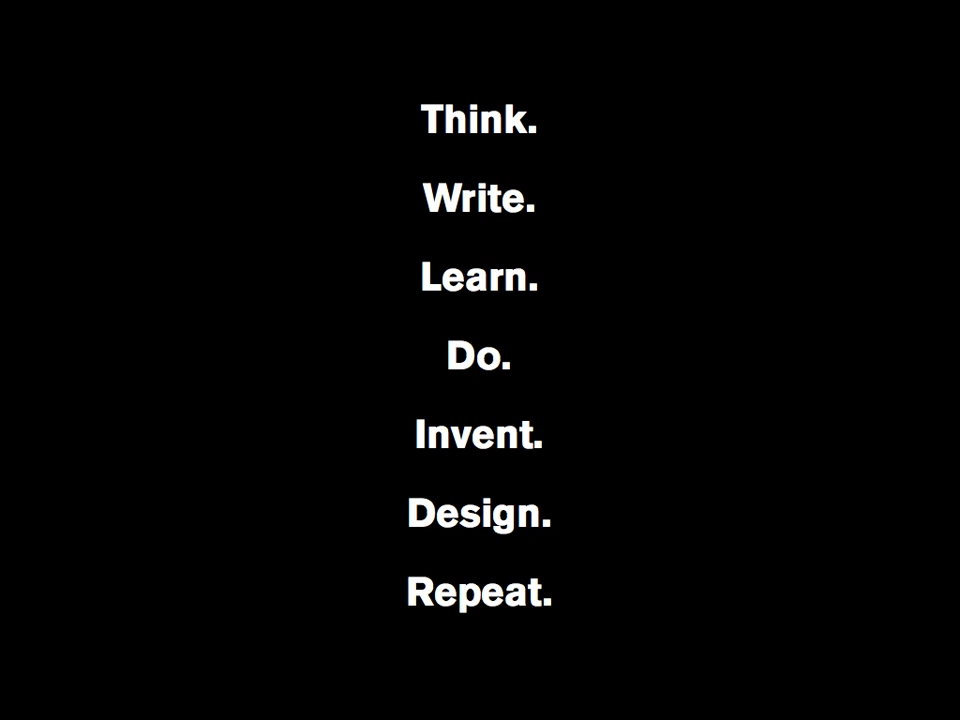 Think.
Write.
Learn.
Do.
Invent.
Design.
Repeat.